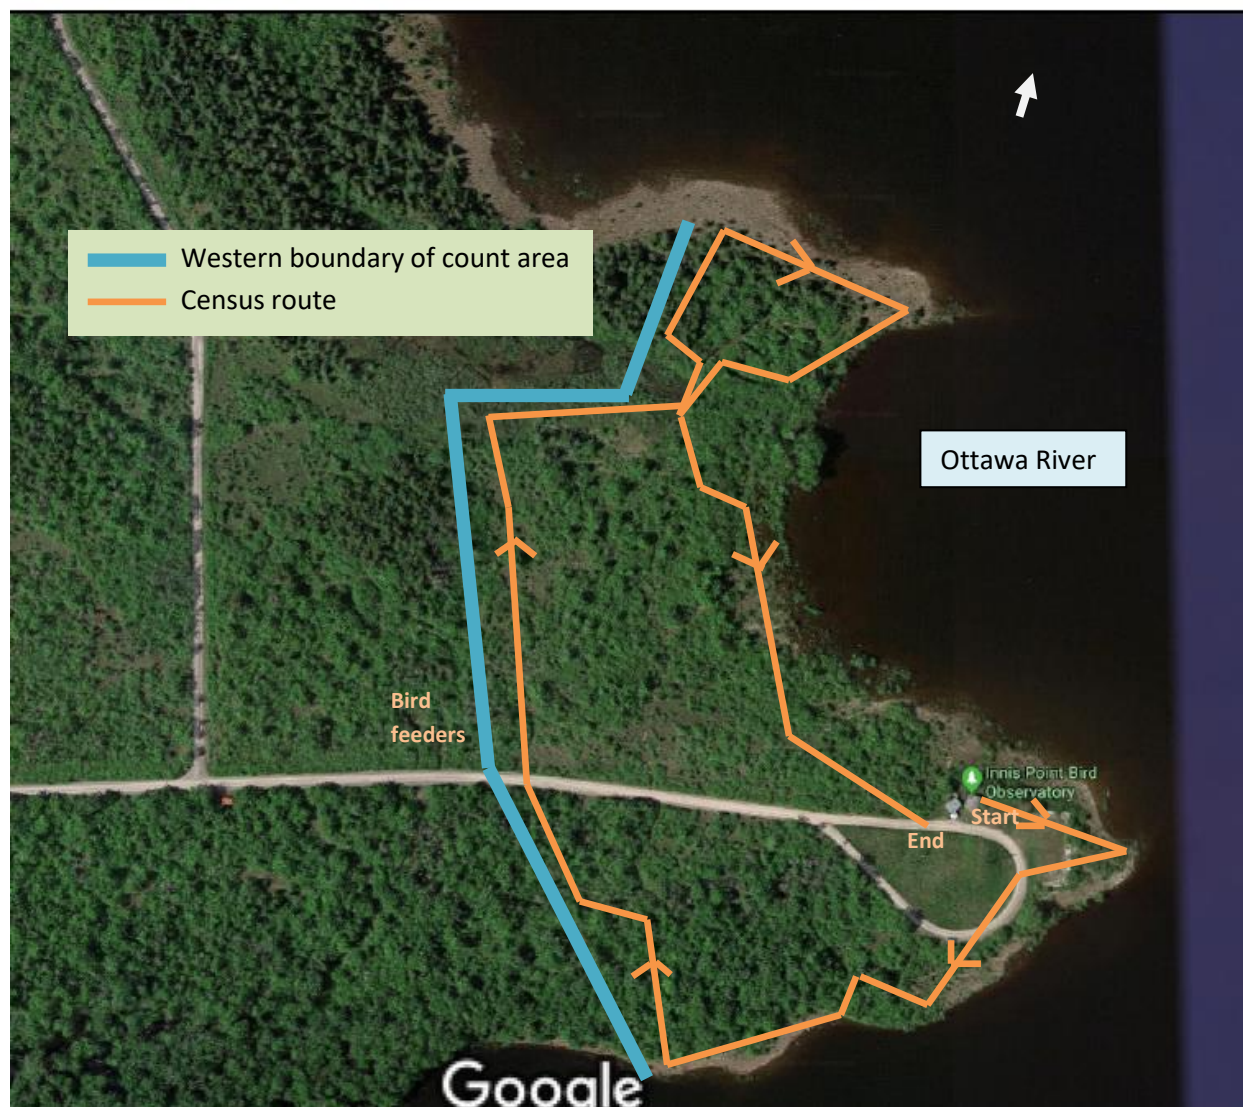 Western boundary of count area
Census route
Ottawa River
Bird
feeders
Innis Point Bird
Observatory
Start
End
Google